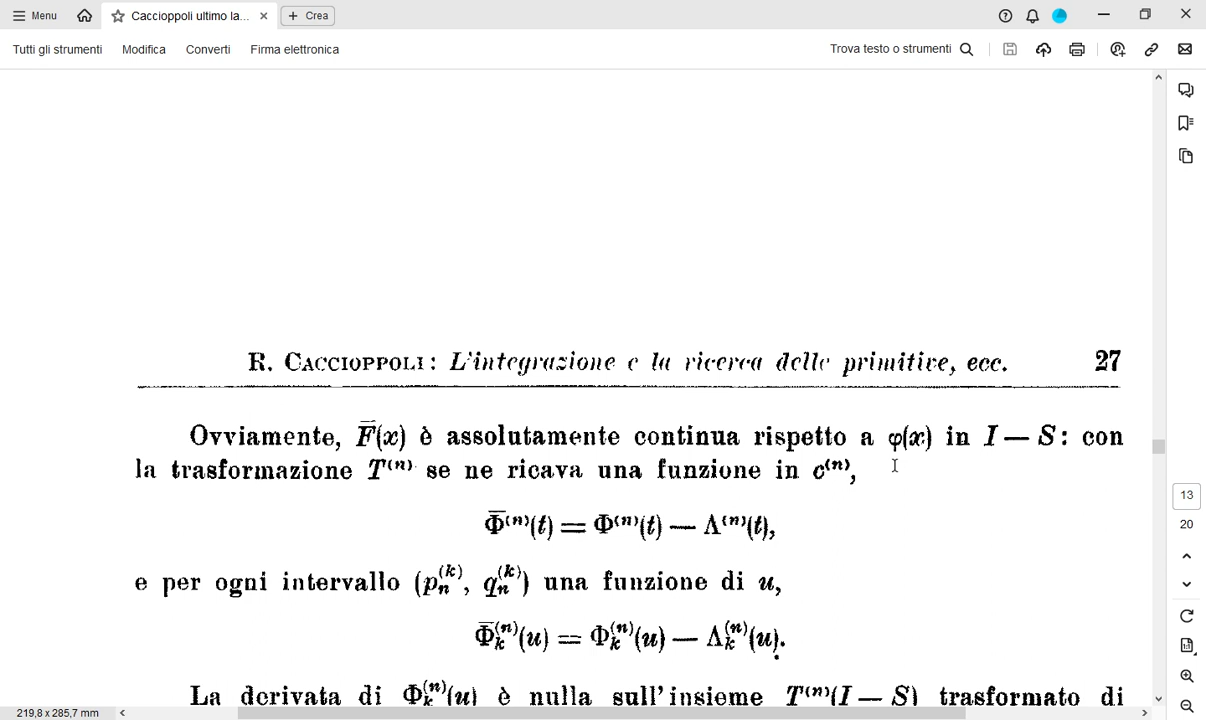 Menu
Caccioppoli ultimo la...
Crea
Tutti gli strumenti Modifica Converti Firma elettronica Trova testo o strumenti
R. CACCIOPPOLI: L'integrazione e la ricerca delle primitive, ecc. 27
Ovviamente, F̅(x) è assolutamente continua rispetto a φ(x) in I — S: con
la trasformazione T⁽ⁿ⁾ se ne ricava una funzione in c⁽ⁿ⁾,
Φ̅⁽ⁿ⁾(t) = Φ⁽ⁿ⁾(t) — Λ⁽ⁿ⁾(t),
e per ogni intervallo (pₙ⁽ᵏ⁾, qₙ⁽ᵏ⁾) una funzione di u,
Φ̅ₖ⁽ⁿ⁾(u) = Φₖ⁽ⁿ⁾(u) — Λₖ⁽ⁿ⁾(u).
La derivata di Φₖ⁽ⁿ⁾(u) è nulla sull'insieme T⁽ⁿ⁾(I — S) trasformato di
13
20
219,8 x 285,7 mm